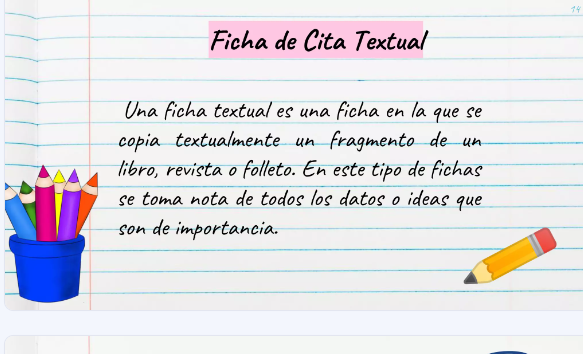 14
Ficha de Cita Textual
Una ficha textual es una ficha en la que se
copia textualmente un fragmento de un
libro, revista o folleto. En este tipo de fichas
se toma nota de todos los datos o ideas que
son de importancia.